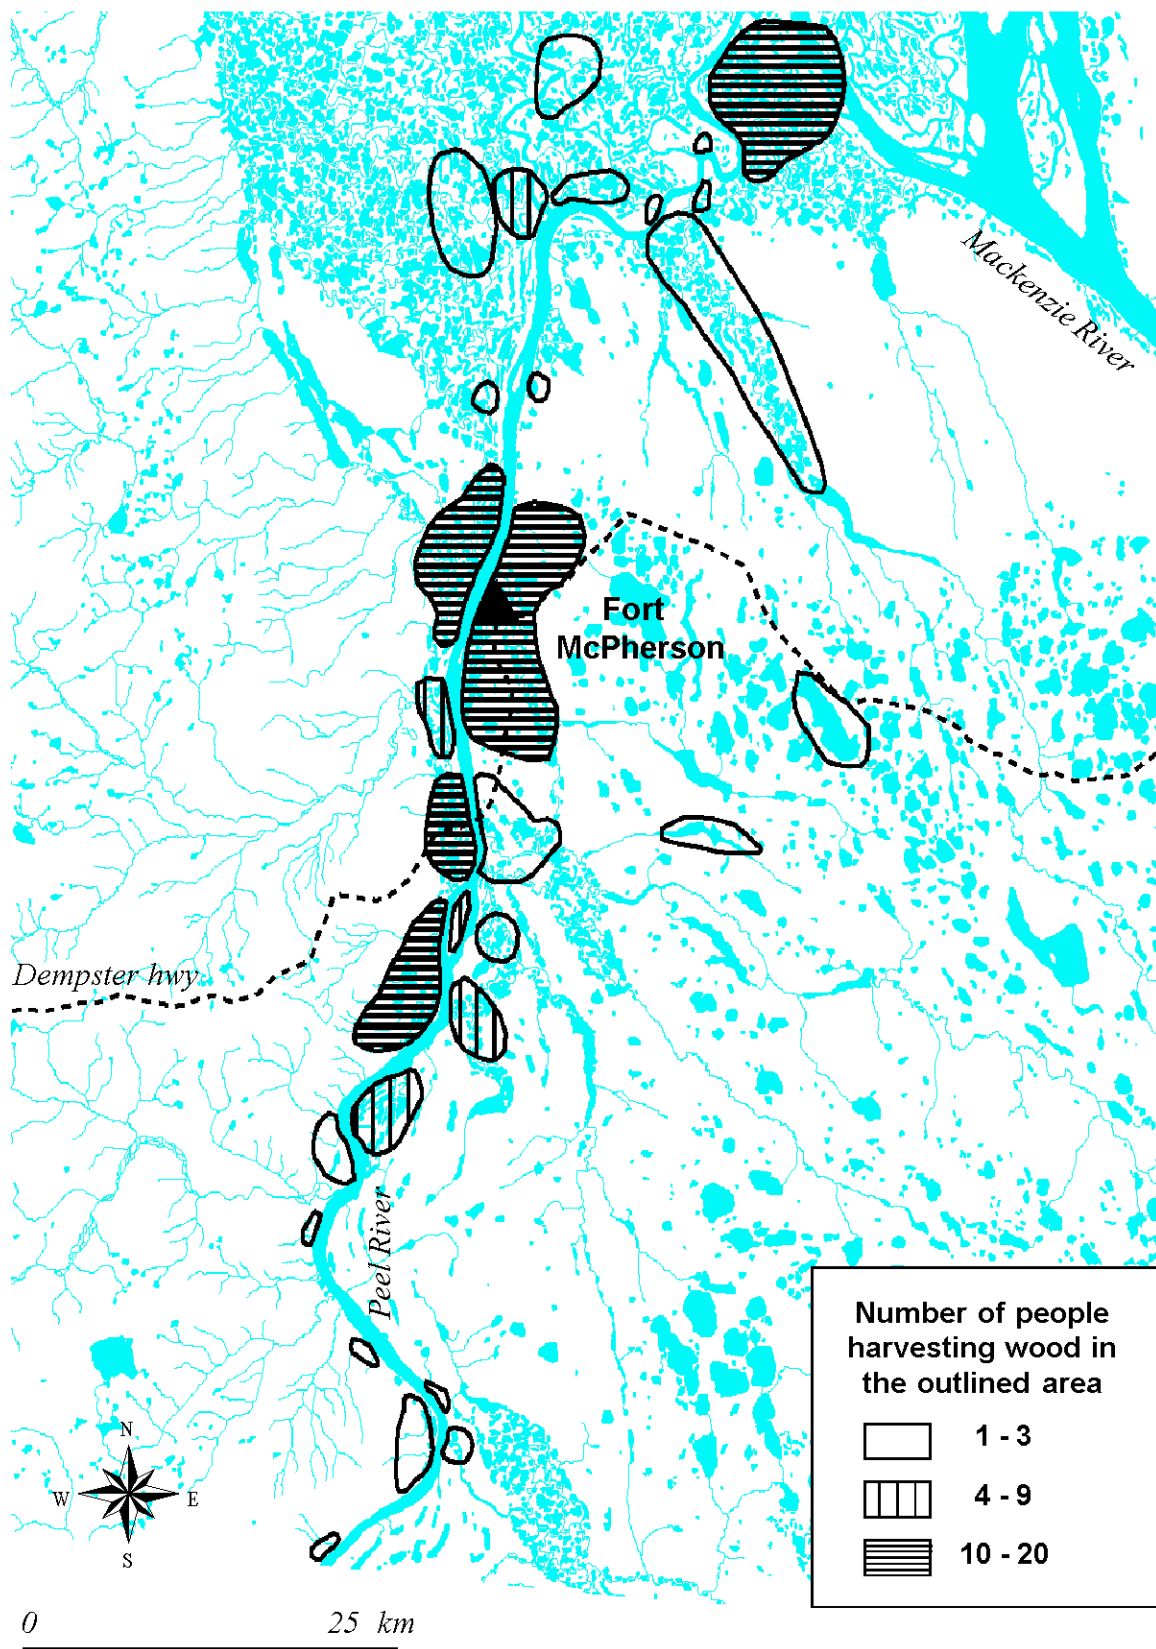 Mackenzie River
Fort
McPherson
Dempster hwy
Peel River
Number of people
harvesting wood in
the outlined area
1 - 3
4 - 9
10 - 20
N
W E
S
0 25 km